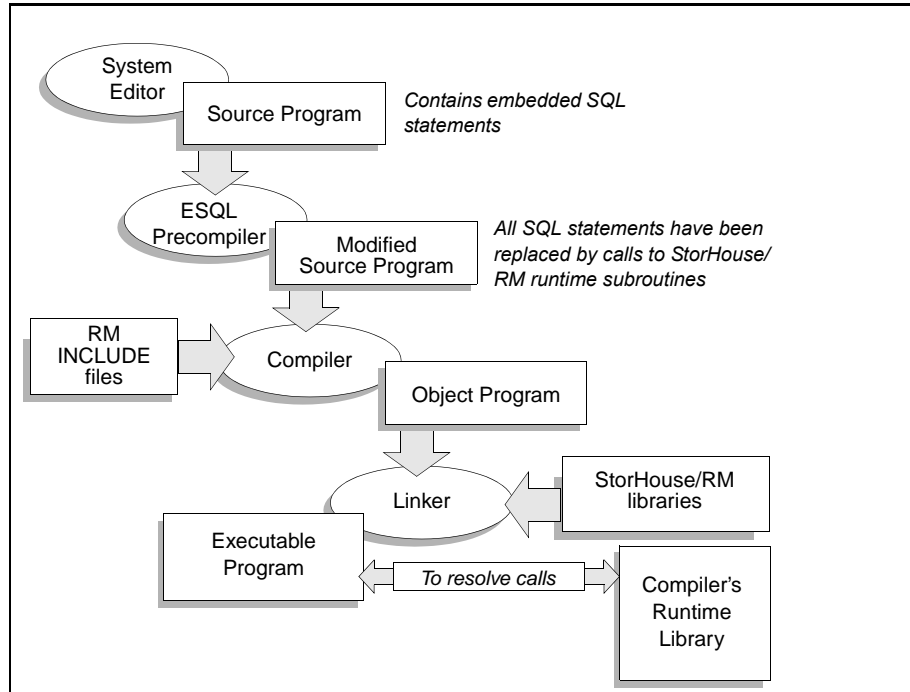 System
Editor
Source Program
Contains embedded SQL
statements
ESQL
Precompiler
Modified
Source Program
All SQL statements have been
replaced by calls to StorHouse/
RM runtime subroutines
RM
INCLUDE
files
Compiler
Object Program
Linker
StorHouse/RM
libraries
Executable
Program
To resolve calls
Compiler's
Runtime
Library